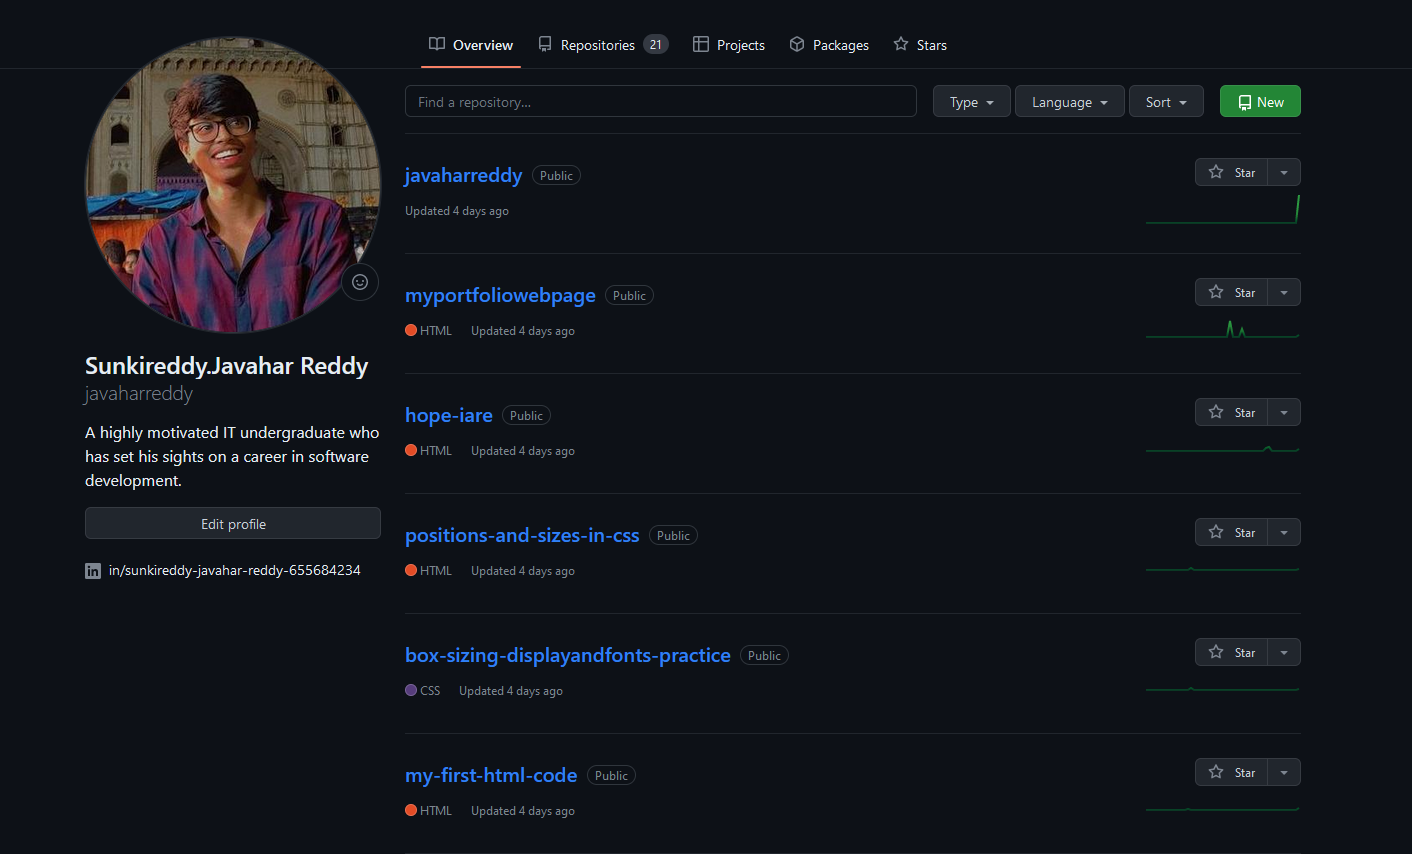 Overview
Repositories 21
Projects
Packages
Stars
Find a repository...
Type
Language
Sort
New
Sunkireddy.Javahar Reddy
javaharreddy
A highly motivated IT undergraduate who
has set his sights on a career in software
development.
Edit profile
in/sunkireddy-javahar-reddy-655684234
javaharreddy Public
Star
Updated 4 days ago
myportfoliowebpage Public
Star
HTML Updated 4 days ago
hope-iare Public
Star
HTML Updated 4 days ago
positions-and-sizes-in-css Public
Star
HTML Updated 4 days ago
box-sizing-displayandfonts-practice Public
Star
CSS Updated 4 days ago
my-first-html-code Public
Star
HTML Updated 4 days ago